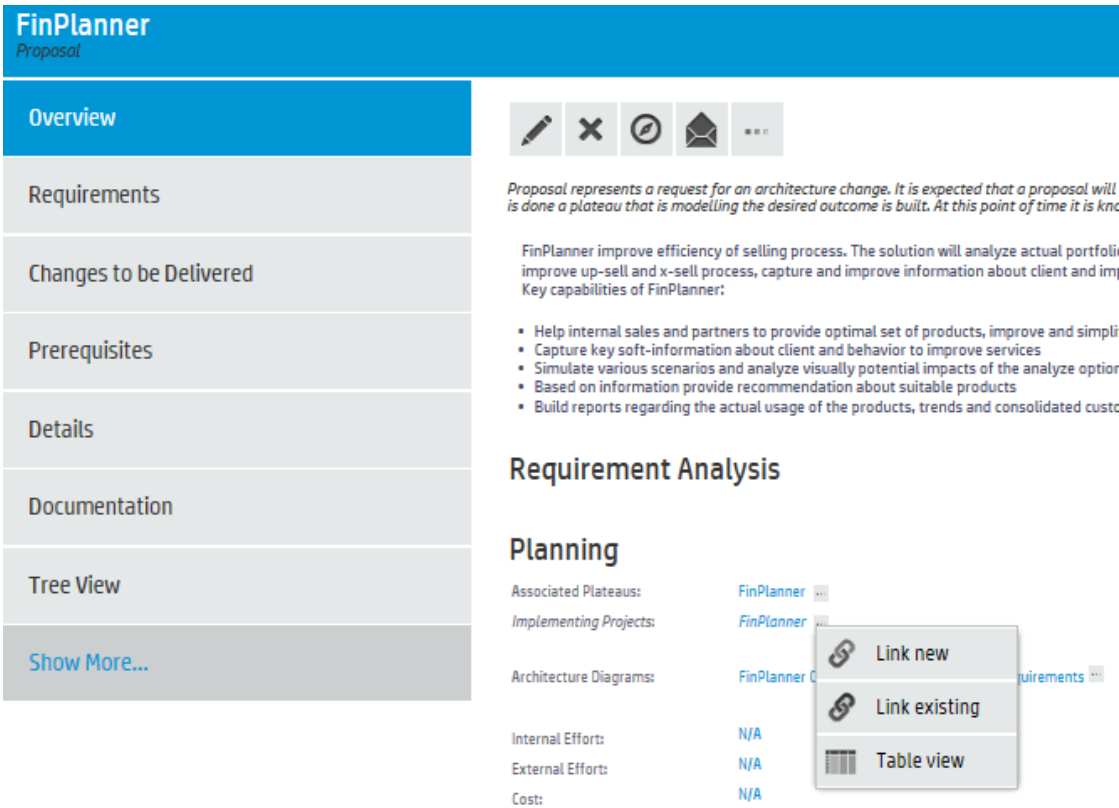 FinPlanner
Proposal
Overview
Requirements
Changes to be Delivered
Prerequisites
Details
Documentation
Tree View
Show More...
Proposal represents a request for an architecture change. It is expected that a proposal will
is done a plateau that is modelling the desired outcome is built. At this point of time it is
FinPlanner improve efficiency of selling process. The solution will analyze actual
improve up-sell and x-sell process, capture and improve information about client and
Key capabilities of FinPlanner:
• Help internal sales and partners to provide optimal set of products, improve and
• Capture key soft-information about client and behavior to improve services
• Simulate various scenarios and analyze visually potential impacts of the analyze
• Based on information provide recommendation about suitable products
• Build reports regarding the actual usage of the products, trends and consolidated
Requirement Analysis
Planning
Associated Plateaus: FinPlanner ...
Implementing Projects: FinPlanner ...
Link new
Architecture Diagrams: FinPlanner
Link existing
Internal Effort: N/A
Table view
External Effort: N/A
Cost: N/A